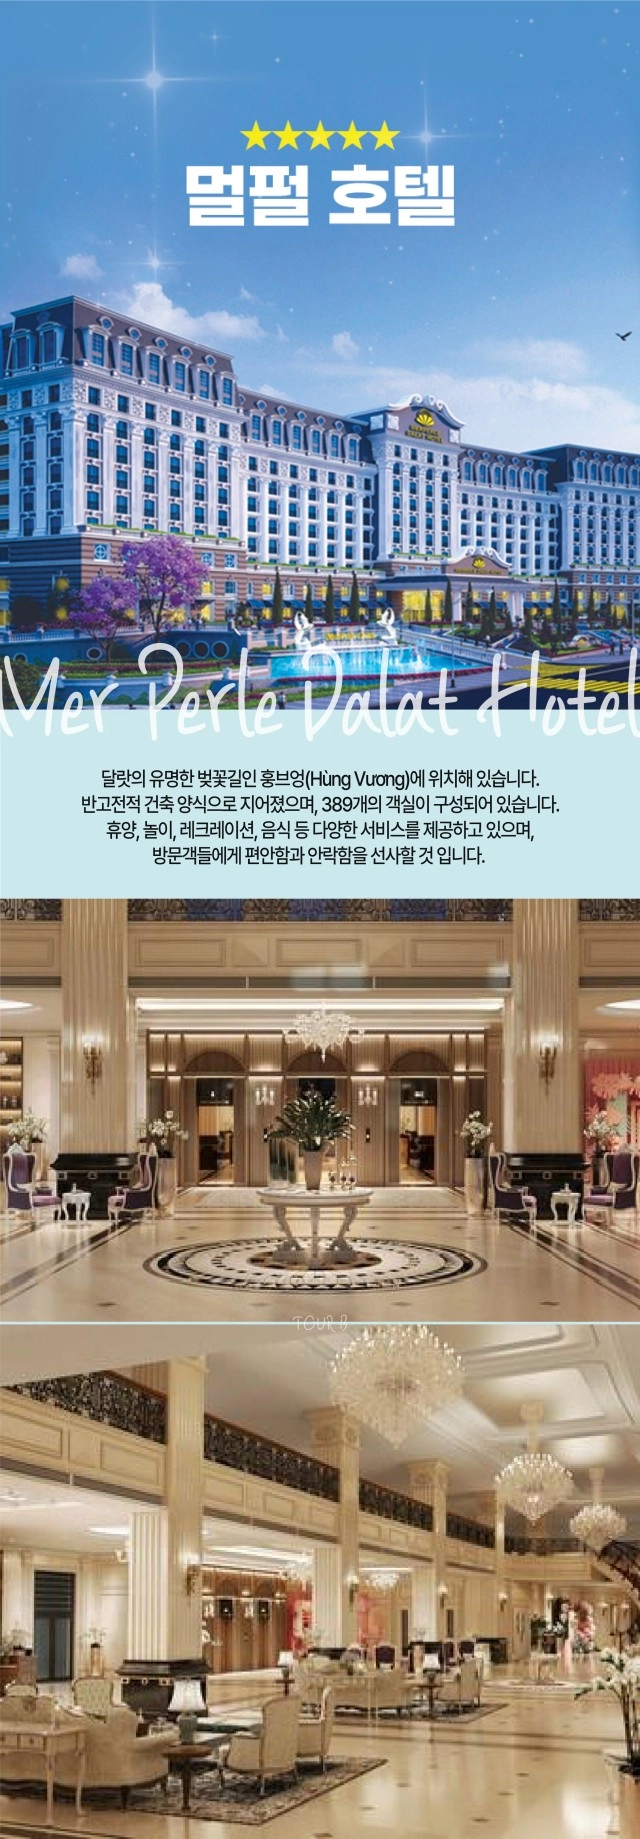 ★★★★★
멀펄 호텔
Mer Perle Dalat Hotel
달랏의 유명한 벚꽃길인 훙브엉(Hùng Vương)에 위치해 있습니다.
반고전적 건축 양식으로 지어졌으며, 389개의 객실이 구성되어 있습니다.
휴양, 놀이, 레크레이션, 음식 등 다양한 서비스를 제공하고 있으며,
방문객들에게 편안함과 안락함을 선사할 것 입니다.
TOUR B